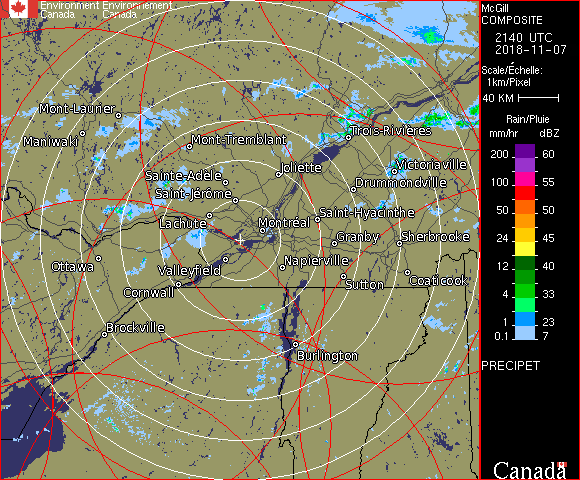 Environment Environnement
Canada Canada
McGill
COMPOSITE
2140 UTC
2018-11-07
Scale/Échelle:
1km/Pixel
40 KM
Rain/Pluie
mm/hr dBZ
200 60
100 55
50 50
24 45
12 40
4 33
1 23
0.1 7
PRECIPET
Canada
Mont-Laurier
Maniwaki
Mont-Tremblant
Trois-Rivières
Sainte-Adèle
Joliette
Victoriaville
Saint-Jérôme
Drummondville
Lachute
Montréal
Saint-Hyacinthe
Granby
Sherbrooke
Ottawa
Valleyfield
Napierville
Cornwall
Sutton
Coaticook
Brockville
Burlington